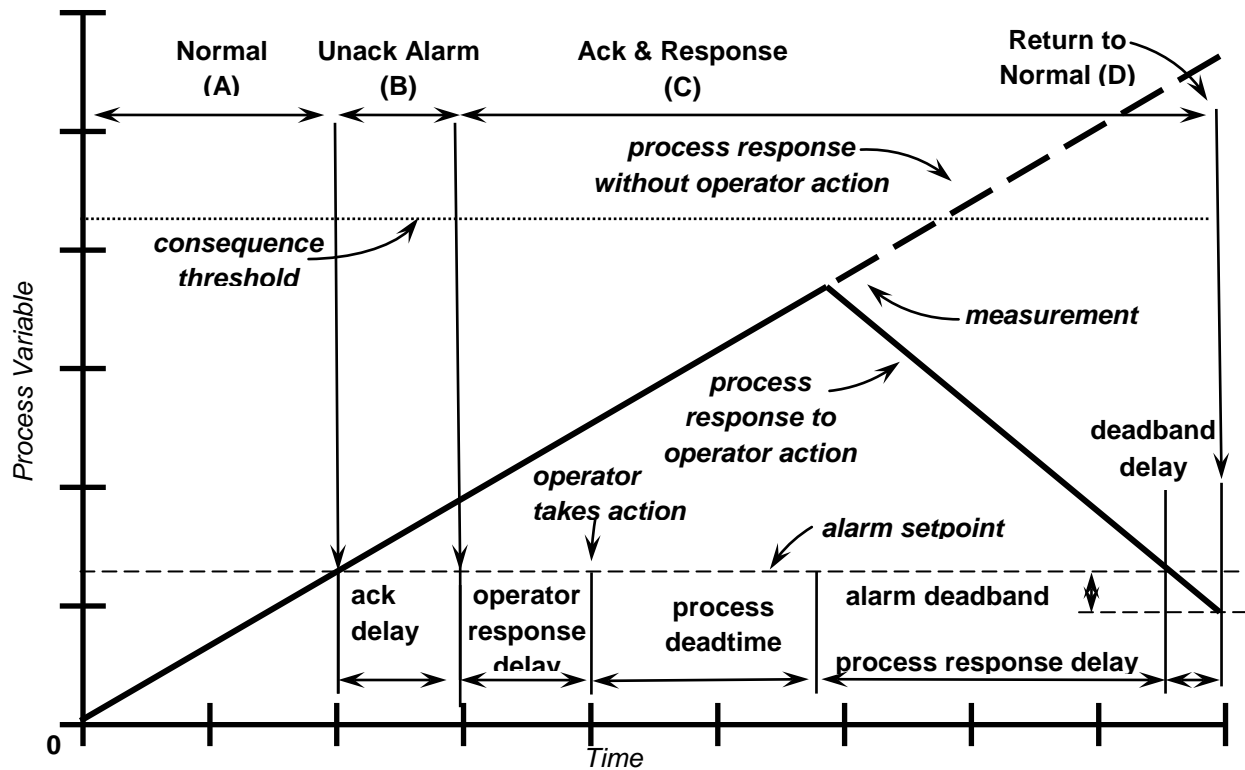 Normal
(A)
Unack Alarm
(B)
Ack & Response
(C)
Return to
Normal (D)
process response
without operator action
consequence
threshold
measurement
Process Variable
process
response to
operator action
deadband
delay
operator
takes action
alarm setpoint
ack
delay
operator
response
delay
process
deadtime
alarm deadband
process response delay
0
Time